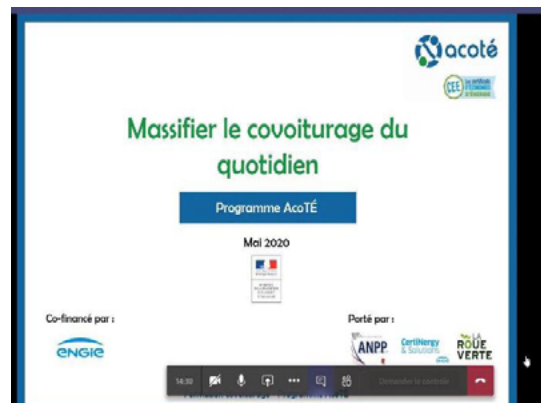 acoté
CEE
Massifier le covoiturage du
quotidien
Programme AcoTÉ
Mai 2020
Co-financé par :
Porté par :
ENGIE
ANPP
CertiNergy
& Solutions
LA
ROUE
VERTE
14:30
Demander le contrôle